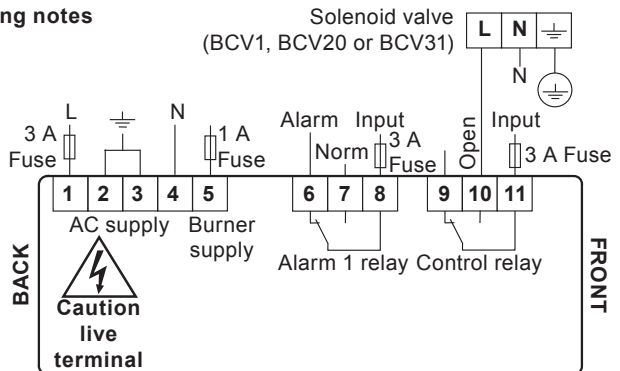 ng notes
Solenoid valve
(BCV1, BCV20 or BCV31)
L N
N
L N
3 A
Fuse
1 A
Fuse
Alarm Input
Norm
3 A
Fuse
Open
Input
3 A Fuse
1 2 3 4 5 6 7 8 9 10 11
AC supply
Burner
supply
Alarm 1 relay Control relay
BACK
FRONT
Caution
live
terminal